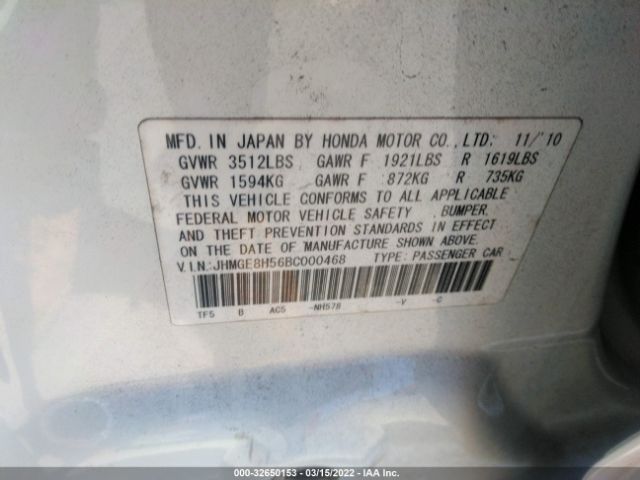 MFD. IN JAPAN BY HONDA MOTOR CO., LTD. 11/'10
GVWR 3512LBS GAWR F 1921LBS R 1619LBS
GVWR 1594KG GAWR F 872KG R 735KG
THIS VEHICLE CONFORMS TO ALL APPLICABLE
FEDERAL MOTOR VEHICLE SAFETY, BUMPER,
AND THEFT PREVENTION STANDARDS IN EFFECT
ON THE DATE OF MANUFACTURE SHOWN ABOVE.
V.I.N.:JHMGE8H56BC000468 TYPE: PASSENGER CAR
TF5 B AC5 -NH578 -V -C
000-32650153 - 03/15/2022 - IAA Inc.